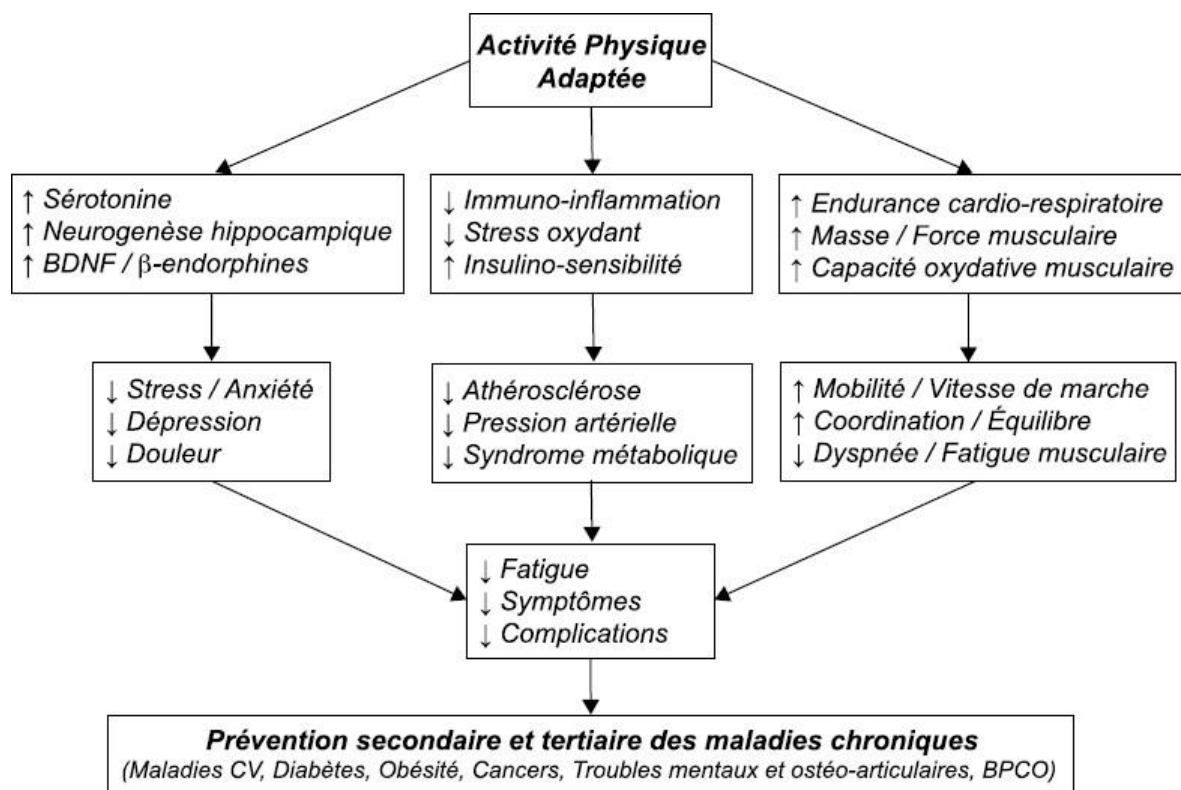 Activité Physique
Adaptée
↑ Sérotonine
↑ Neurogenèse hippocampique
↑ BDNF / β-endorphines
↓ Immuno-inflammation
↓ Stress oxydant
↑ Insulino-sensibilité
↑ Endurance cardio-respiratoire
↑ Masse / Force musculaire
↑ Capacité oxydative musculaire
↓ Stress / Anxiété
↓ Dépression
↓ Douleur
↓ Athérosclérose
↓ Pression artérielle
↓ Syndrome métabolique
↑ Mobilité / Vitesse de marche
↑ Coordination / Équilibre
↓ Dyspnée / Fatigue musculaire
↓ Fatigue
↓ Symptômes
↓ Complications
Prévention secondaire et tertiaire des maladies chroniques
(Maladies CV, Diabètes, Obésité, Cancers, Troubles mentaux et ostéo-articulaires, BPCO)